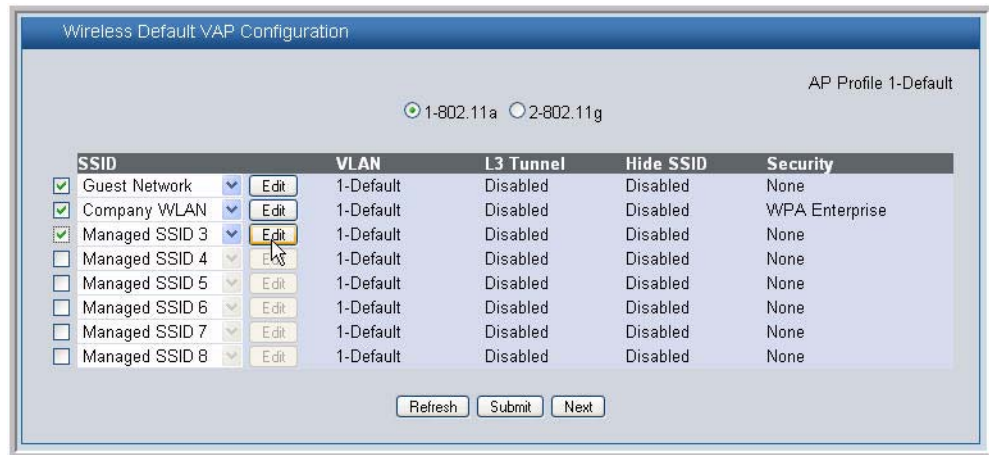 Wireless Default VAP Configuration
AP Profile 1-Default
1-802.11a 2-802.11g
SSID VLAN L3 Tunnel Hide SSID Security
Guest Network Edit 1-Default Disabled Disabled None
Company WLAN Edit 1-Default Disabled Disabled WPA Enterprise
Managed SSID 3 Edit 1-Default Disabled Disabled None
Managed SSID 4 Edit 1-Default Disabled Disabled None
Managed SSID 5 Edit 1-Default Disabled Disabled None
Managed SSID 6 Edit 1-Default Disabled Disabled None
Managed SSID 7 Edit 1-Default Disabled Disabled None
Managed SSID 8 Edit 1-Default Disabled Disabled None
Refresh Submit Next